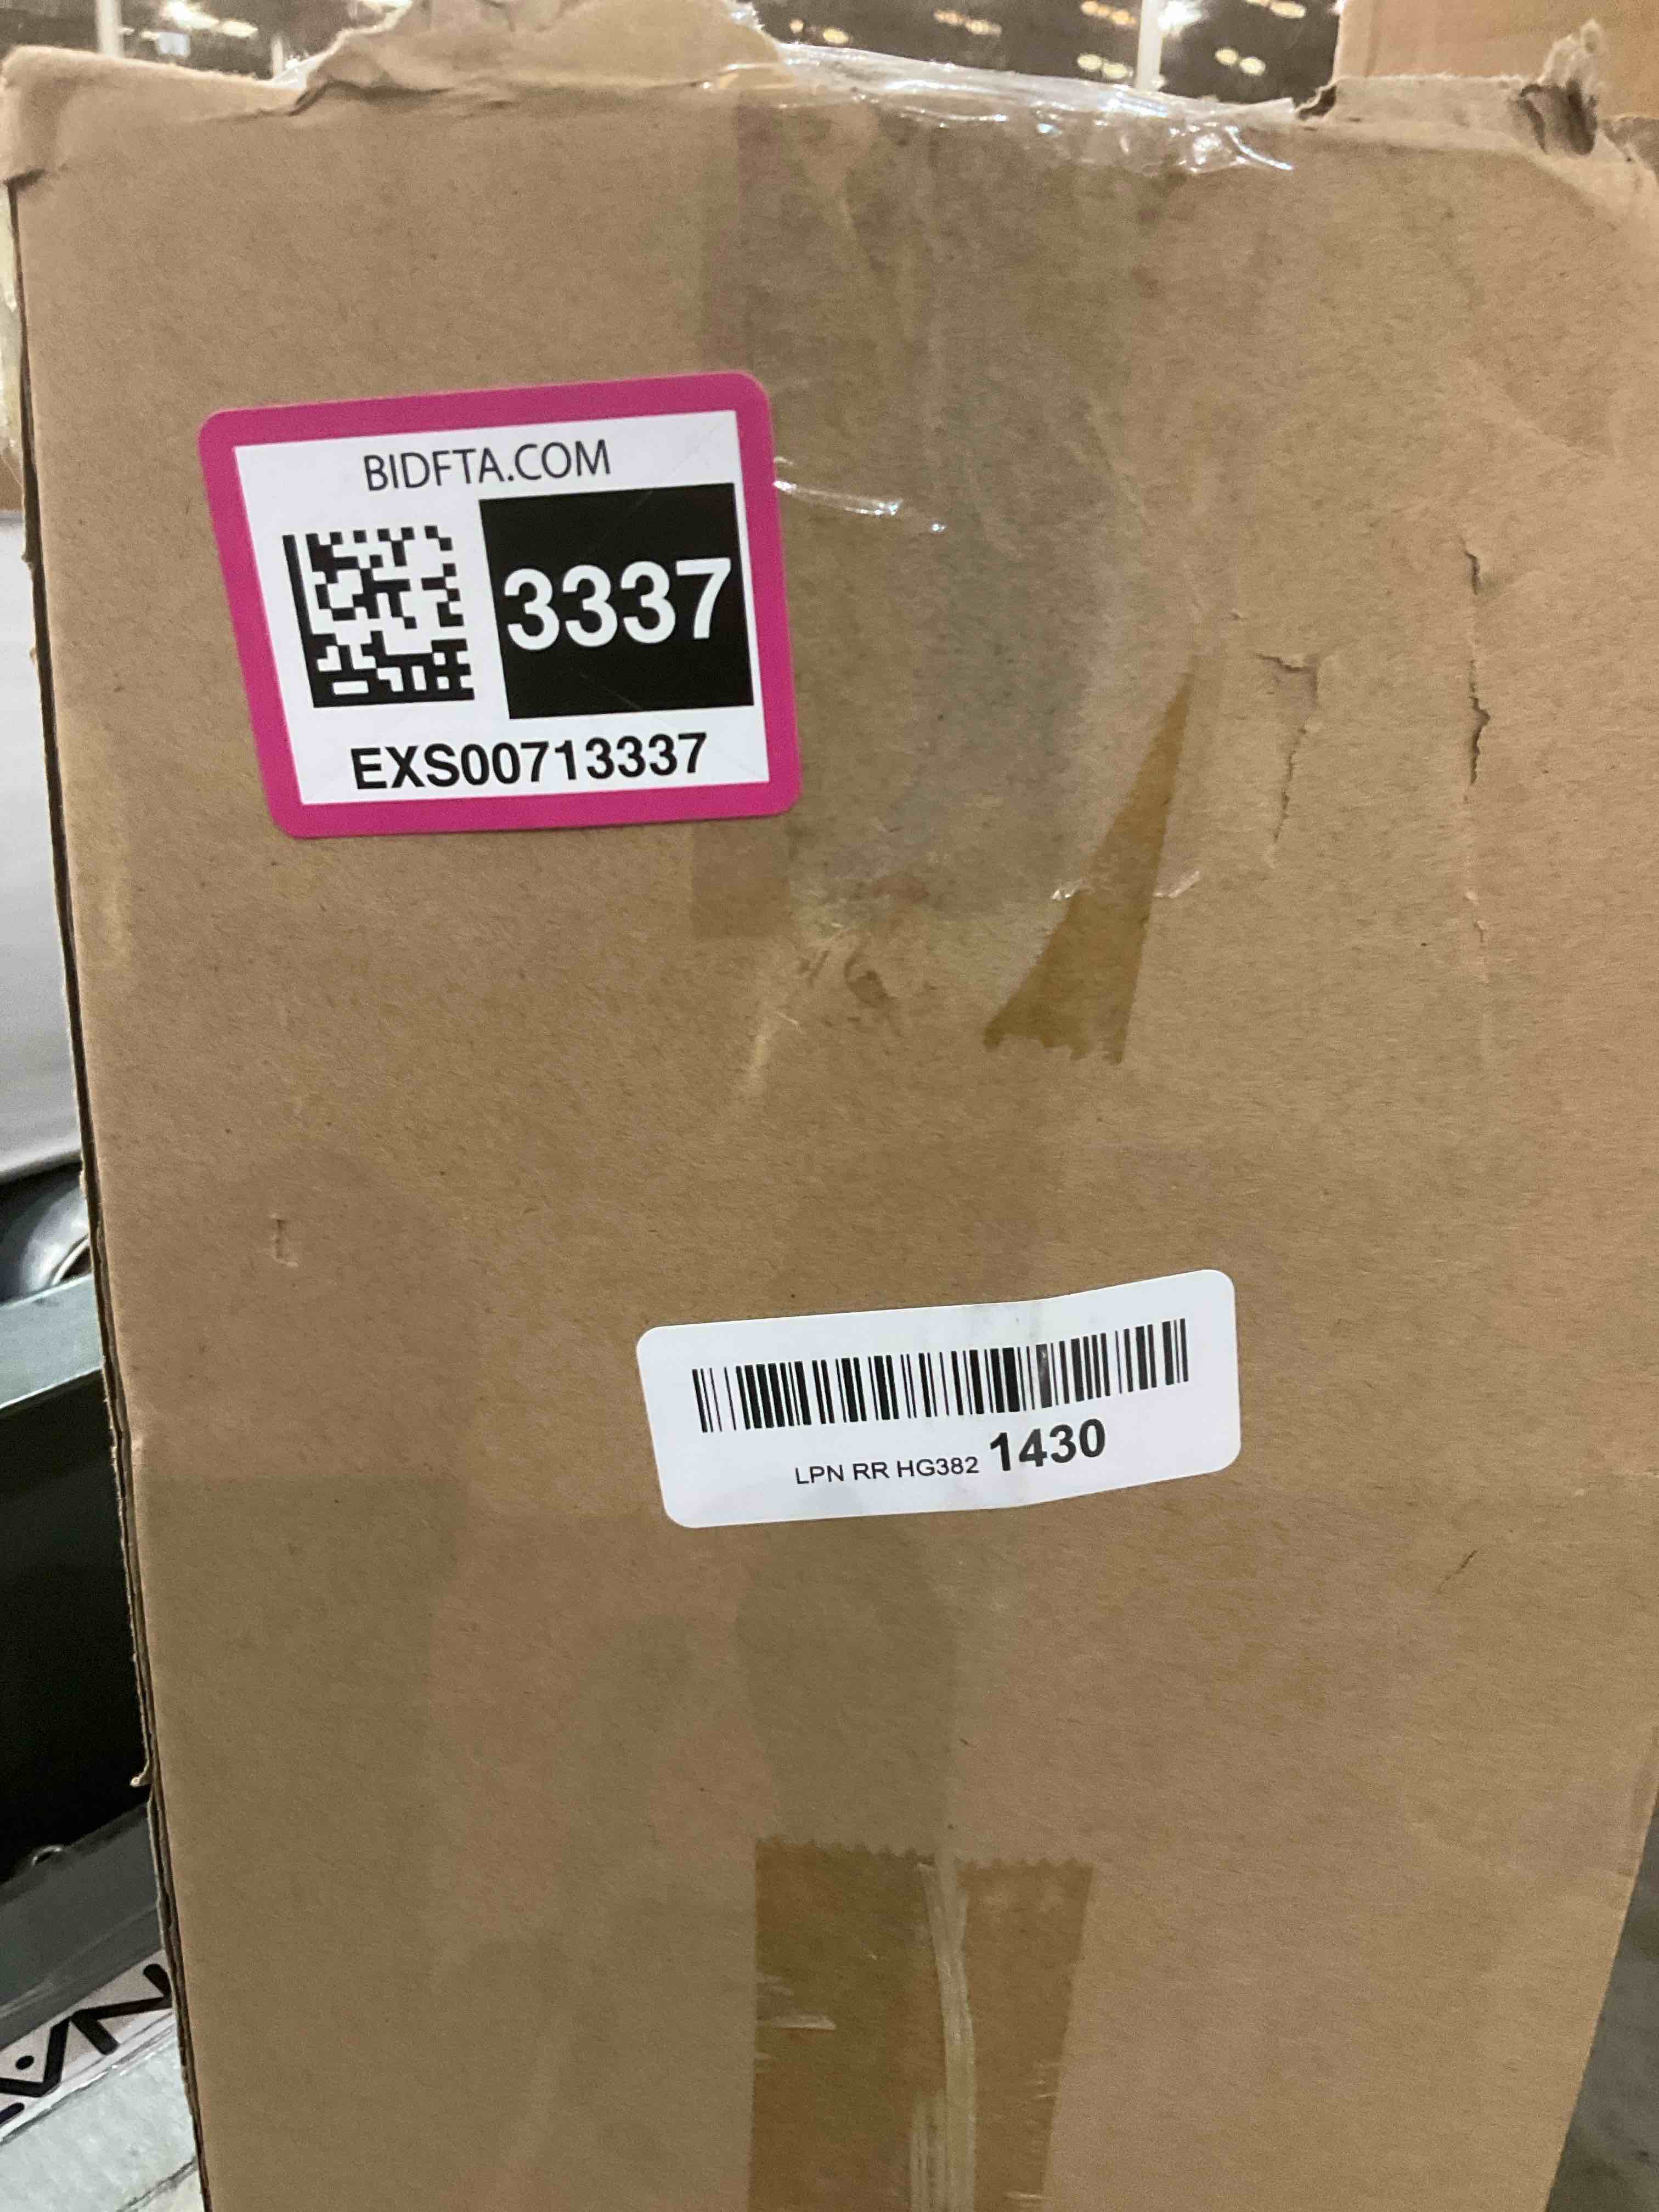 BIDFTA.COM
3337
EXS00713337
LPN RR HG382 1430